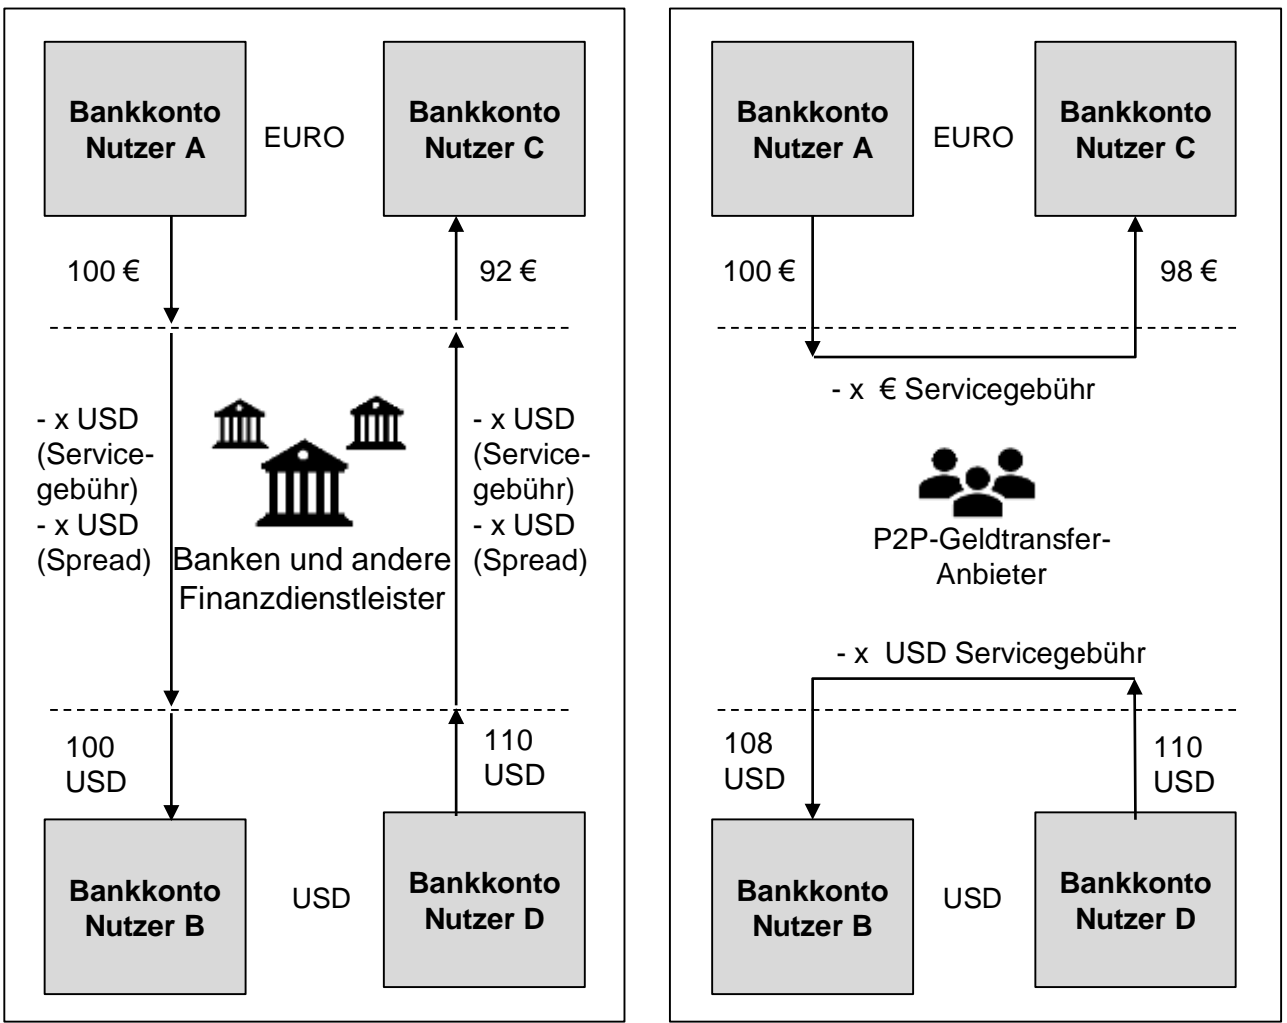 Bankkonto
Nutzer A
EURO
Bankkonto
Nutzer C
100 €
92 €
- x USD
(Service-
gebühr)
- x USD
(Spread)
Banken und andere
Finanzdienstleister
- x USD
(Service-
gebühr)
- x USD
(Spread)
100
USD
110
USD
Bankkonto
Nutzer B
USD
Bankkonto
Nutzer D
Bankkonto
Nutzer A
EURO
Bankkonto
Nutzer C
100 €
98 €
- x € Servicegebühr
P2P-Geldtransfer-
Anbieter
- x USD Servicegebühr
108
USD
110
USD
Bankkonto
Nutzer B
USD
Bankkonto
Nutzer D